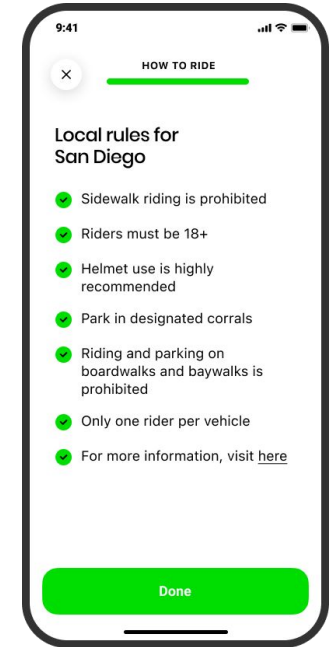 9:41
HOW TO RIDE
Local rules for
San Diego
Sidewalk riding is prohibited
Riders must be 18+
Helmet use is highly
recommended
Park in designated corrals
Riding and parking on
boardwalks and baywalks is
prohibited
Only one rider per vehicle
For more information, visit here
Done